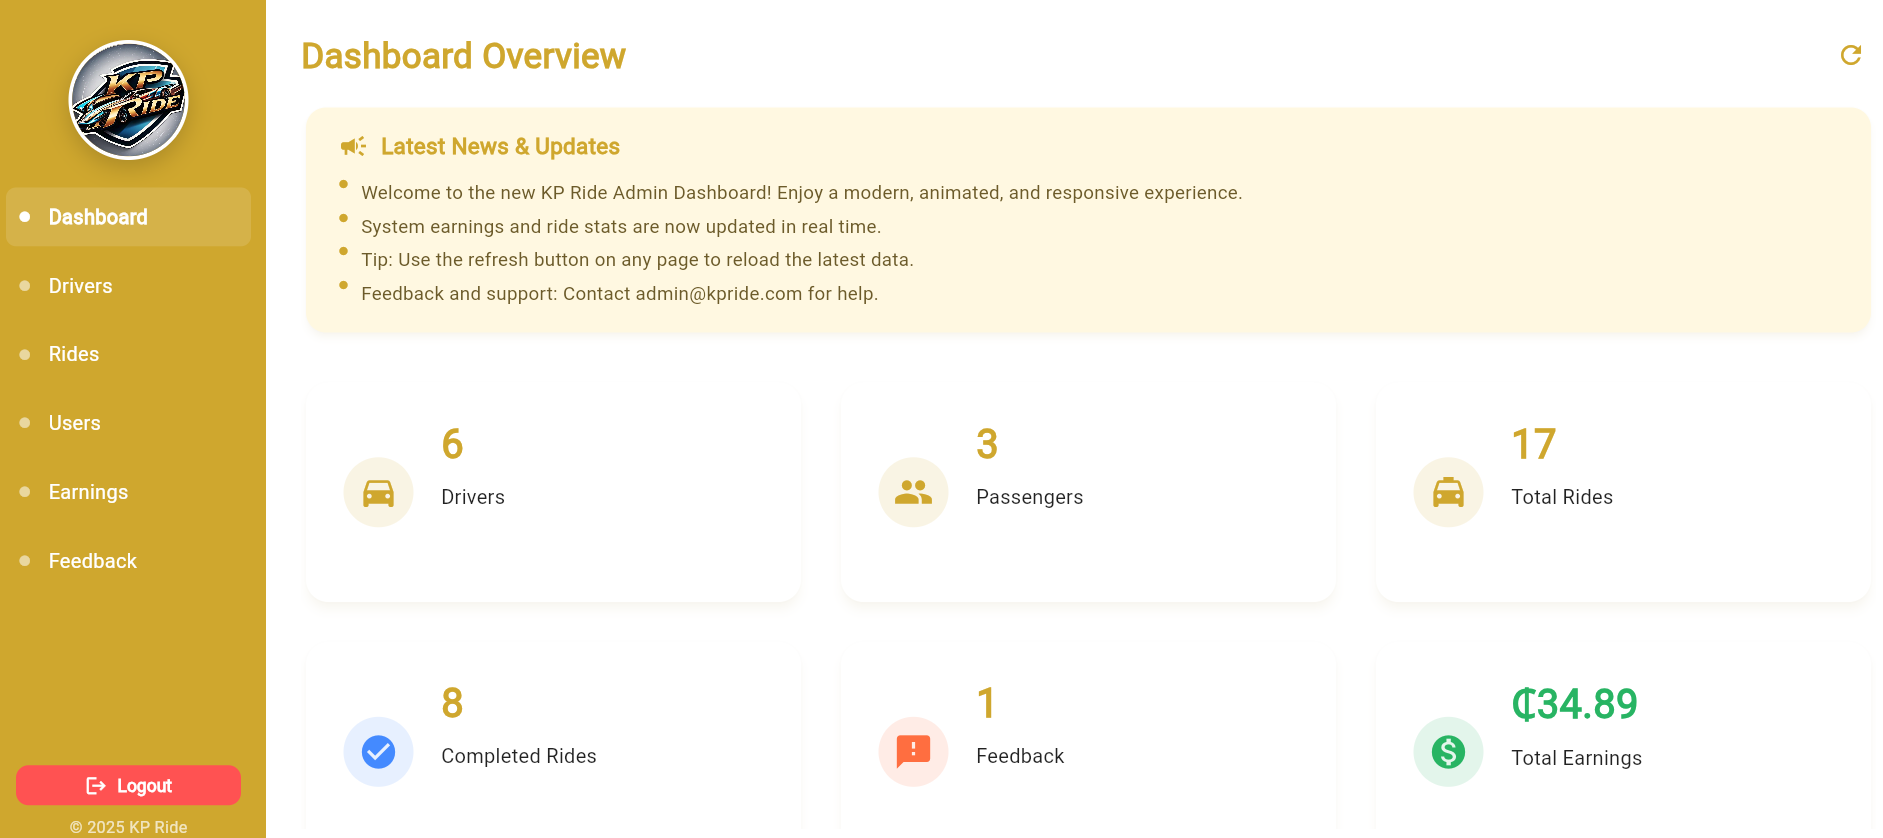 KP
RIDE
Dashboard
Drivers
Rides
Users
Earnings
Feedback
Logout
© 2025 KP Ride
Dashboard Overview
Latest News & Updates
Welcome to the new KP Ride Admin Dashboard! Enjoy a modern, animated, and responsive experience.
System earnings and ride stats are now updated in real time.
Tip: Use the refresh button on any page to reload the latest data.
Feedback and support: Contact admin@kpride.com for help.
6
Drivers
3
Passengers
17
Total Rides
8
Completed Rides
1
Feedback
₵34.89
Total Earnings